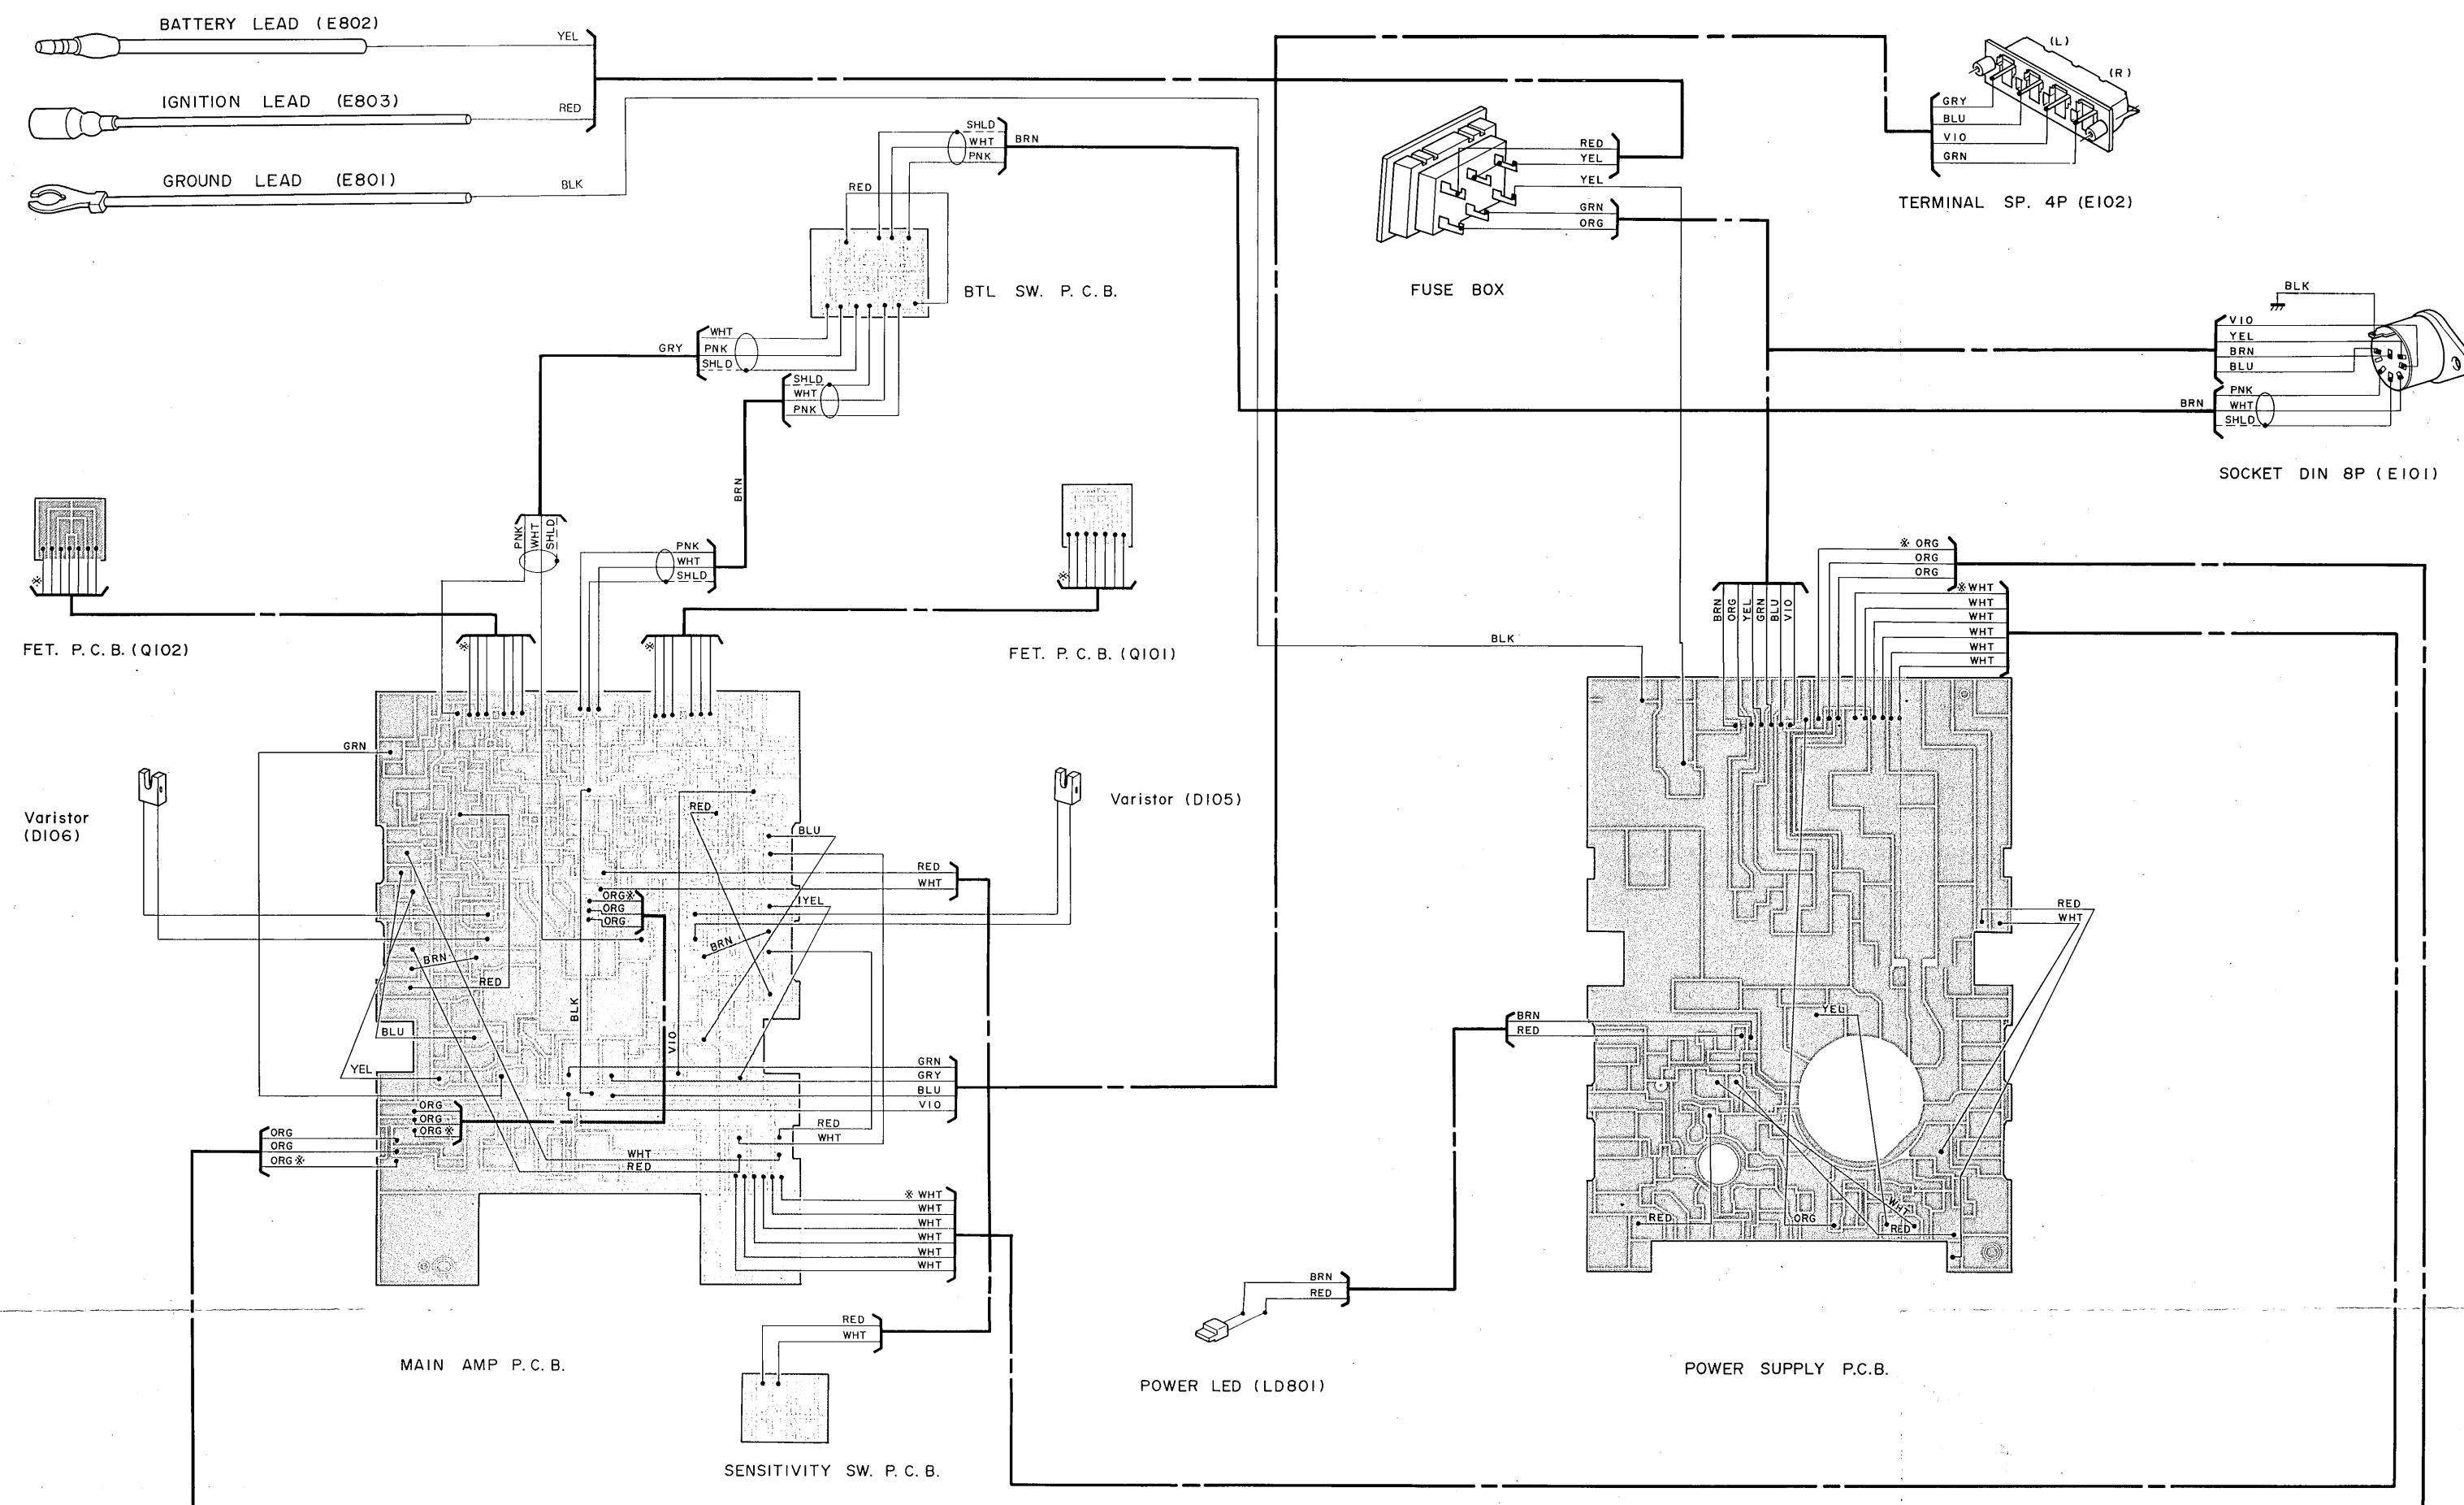 BATTERY LEAD (E802)
YEL
IGNITION LEAD (E803)
RED
GROUND LEAD (E801)
BLK
SHLD
WHT
PNK
BRN
RED
BTL SW. P.C.B.
WHT
PNK
SHLD
GRY
SHLD
WHT
PNK
BRN
RED
YEL
YEL
GRN
ORG
FUSE BOX
(L)
(R)
GRY
BLU
VIO
GRN
TERMINAL SP. 4P (E102)
BLK
VIO
YEL
BRN
BLU
PNK
WHT
SHLD
BRN
SOCKET DIN 8P (E101)
※
FET. P.C.B. (Q102)
PNK
WHT
SHLD
PNK
WHT
SHLD
※
FET. P.C.B. (Q101)
※
※
BLK
BRN
ORG
YEL
GRN
BLU
VIO
※ ORG
ORG
ORG
※ WHT
WHT
WHT
WHT
WHT
WHT
GRN
Varistor
(D106)
Varistor (D105)
RED
BLU
RED
WHT
ORG※
ORG
ORG
YEL
BRN
BRN
RED
BLK
VIO
BLU
YEL
GRN
GRY
BLU
VIO
ORG
ORG
ORG※
RED
WHT
ORG
ORG
ORG※
WHT
RED
※ WHT
WHT
WHT
WHT
WHT
WHT
MAIN AMP P.C.B.
RED
WHT
SENSITIVITY SW. P.C.B.
BRN
RED
POWER LED (LD801)
BRN
RED
RED
WHT
YEL
RED
ORG
WHT
RED
POWER SUPPLY P.C.B.